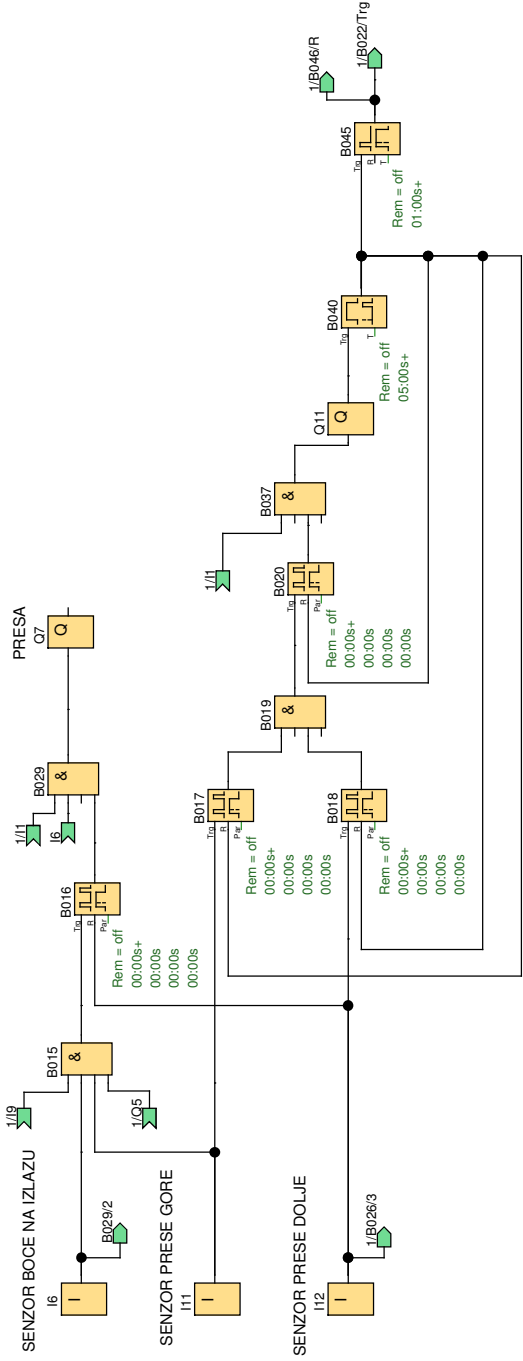 SENZOR BOCE NA IZLAZU
I6
I
B029/2
1/I9
B015
&
1/Q5
B016
Trg
R
Par
Rem = off
00:00s+
00:00s
00:00s
00:00s
1/I1
I6
B029
&
PRESA
Q7
Q
SENZOR PRESE GORE
I11
I
B017
Trg
R
Par
Rem = off
00:00s+
00:00s
00:00s
00:00s
B019
&
B020
Trg
R
Par
Rem = off
00:00s+
00:00s
00:00s
00:00s
1/I1
B037
&
Q11
Q
B040
Trg
T
Rem = off
05:00s+
B045
Trg
R
T
Rem = off
01:00s+
1/B046/R
1/B022/Trg
SENZOR PRESE DOLJE
I12
I
1/B026/3
B018
Trg
R
Par
Rem = off
00:00s+
00:00s
00:00s
00:00s